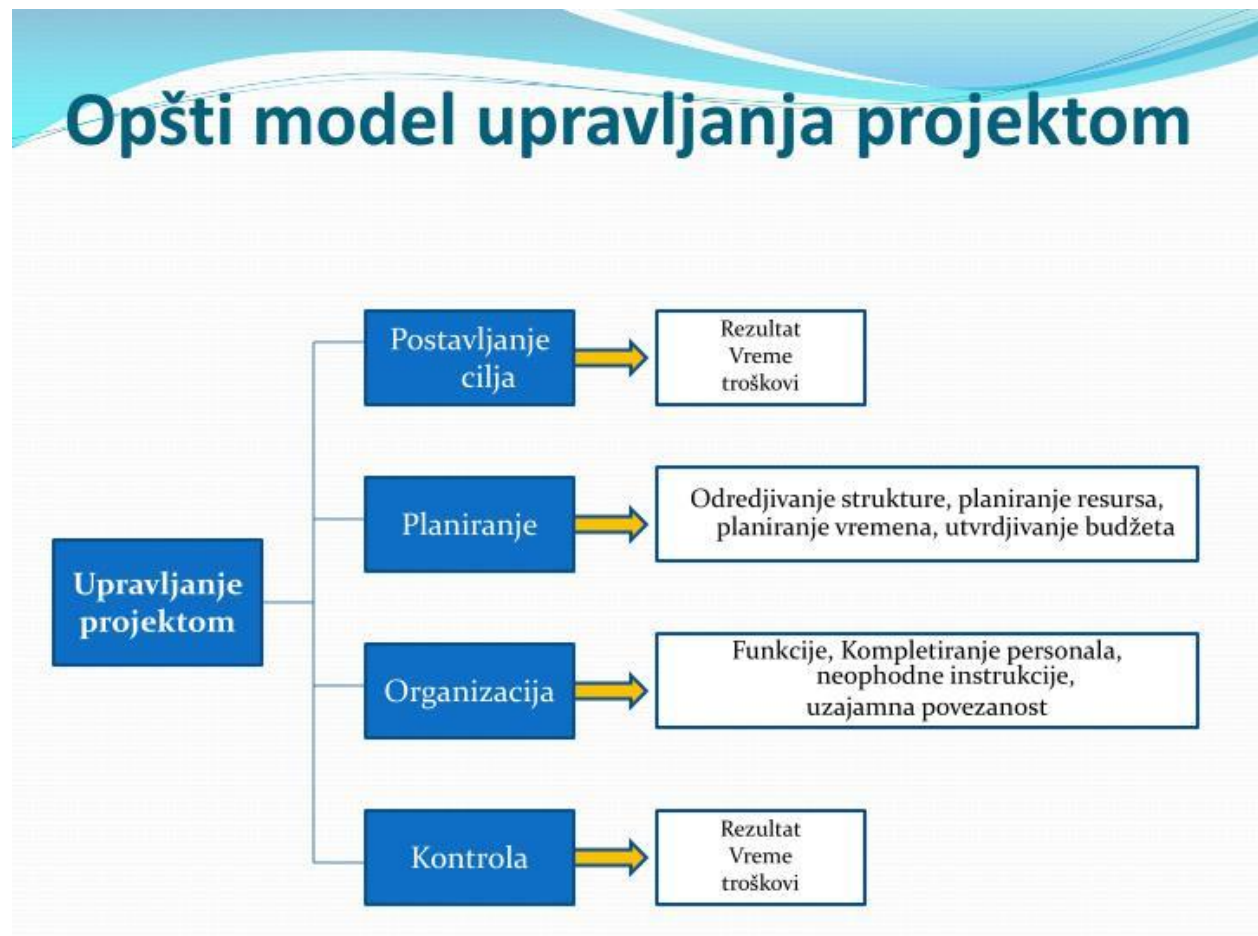 Opšti model upravljanja projektom
Postavljanje
cilja
Rezultat
Vreme
troškovi
Planiranje
Odredjivanje strukture, planiranje resursa,
planiranje vremena, utvrdjivanje budžeta
Upravljanje
projektom
Organizacija
Funkcije, Kompletiranje personala,
neophodne instrukcije,
uzajamna povezanost
Kontrola
Rezultat
Vreme
troškovi